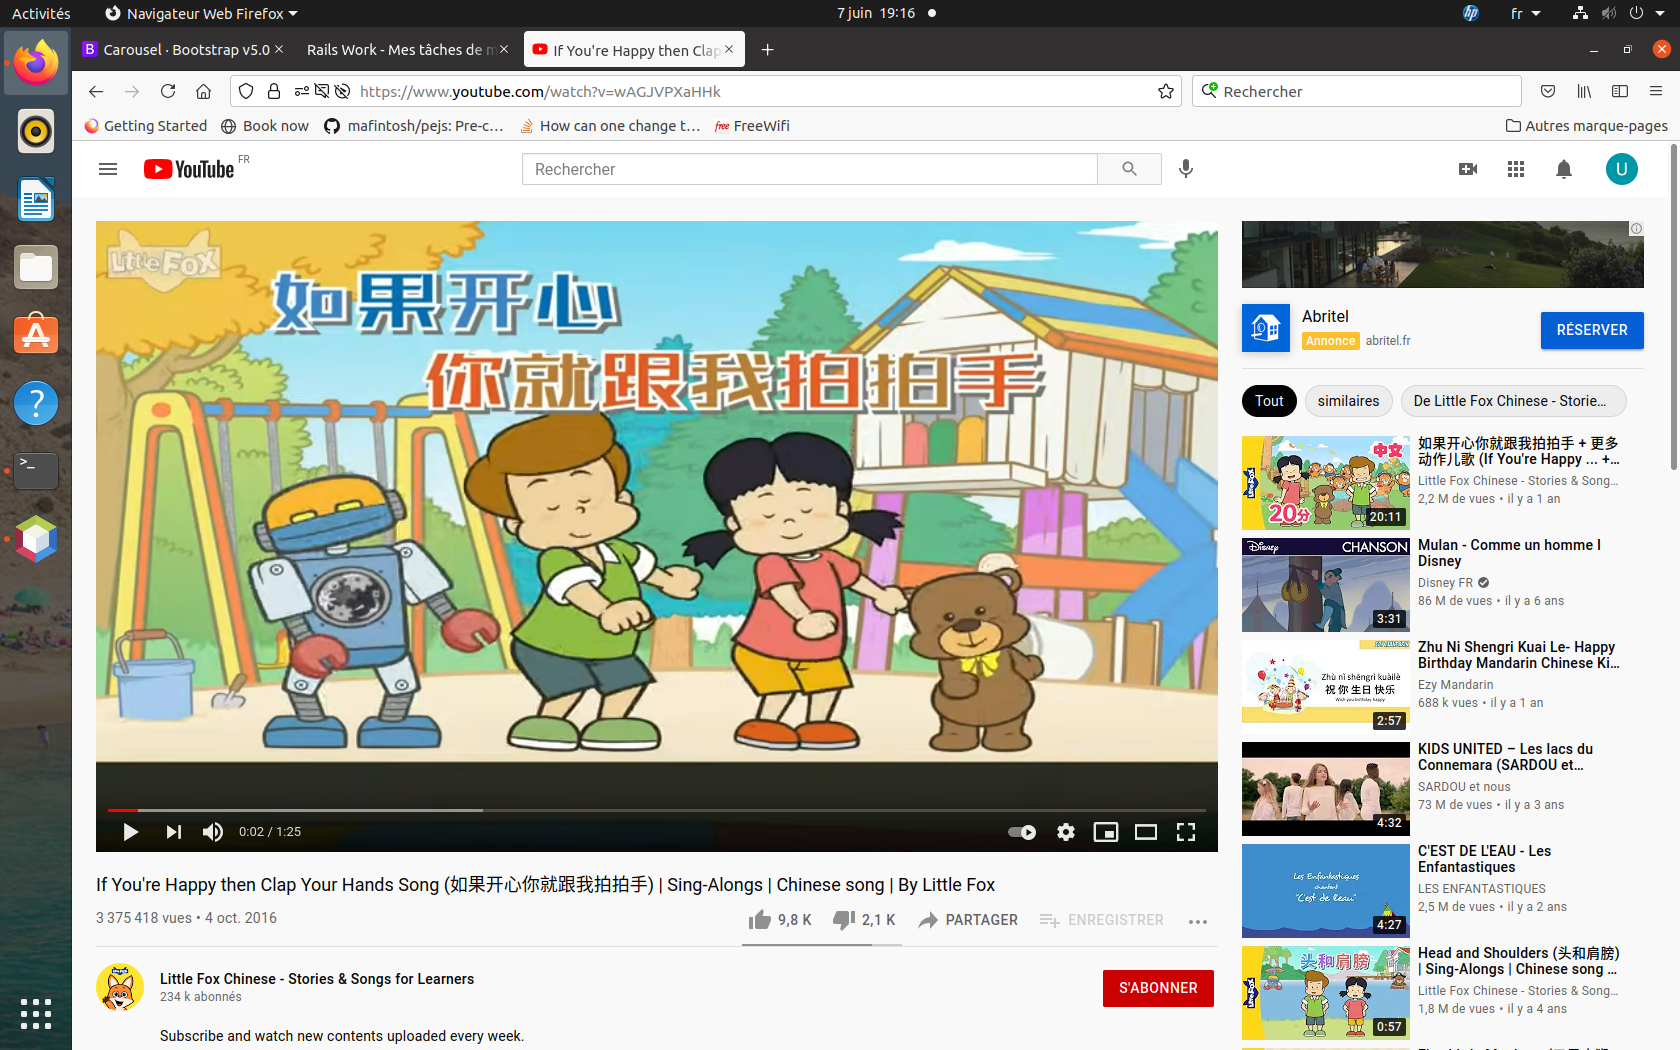 Activités
Navigateur Web Firefox
7 juin 19:16
hp
fr
B Carousel · Bootstrap v5.0
Rails Work - Mes tâches de m
If You're Happy then Clap
https://www.youtube.com/watch?v=wAGJVPXaHHk
Rechercher
Getting Started
Book now
mafintosh/pejs: Pre-c…
How can one change t…
free FreeWifi
Autres marque-pages
YouTube FR
Rechercher
U
Little Fox
如果开心
你就跟我拍拍手
0:02 / 1:25
If You're Happy then Clap Your Hands Song (如果开心你就跟我拍拍手) | Sing-Alongs | Chinese song | By Little Fox
3 375 418 vues • 4 oct. 2016
9,8 K
2,1 K
PARTAGER
ENREGISTRER
Little Fox Chinese - Stories & Songs for Learners
234 k abonnés
S'ABONNER
Subscribe and watch new contents uploaded every week.
Abritel
Annonce abritel.fr
RÉSERVER
Tout
similaires
De Little Fox Chinese - Storie…
中文
20分
20:11
如果开心你就跟我拍拍手 + 更多
动作儿歌 (If You're Happy ... +…
Little Fox Chinese - Stories & Song…
2,2 M de vues • il y a 1 an
Disney CHANSON
3:31
Mulan - Comme un homme I
Disney
Disney FR
86 M de vues • il y a 6 ans
Zhù nǐ shēngrì kuàilè
祝 你 生日 快乐
Wish you birthday happy
2:57
Zhu Ni Shengri Kuai Le- Happy
Birthday Mandarin Chinese Ki…
Ezy Mandarin
688 k vues • il y a 1 an
4:32
KIDS UNITED – Les lacs du
Connemara (SARDOU et…
SARDOU et nous
73 M de vues • il y a 3 ans
Les Enfantastiques
chantent
"C'est de l'eau"
4:27
C'EST DE L'EAU - Les
Enfantastiques
LES ENFANTASTIQUES
2,5 M de vues • il y a 2 ans
头和肩膀
0:57
Head and Shoulders (头和肩膀)
| Sing-Alongs | Chinese song …
Little Fox Chinese - Stories & Song…
1,8 M de vues • il y a 4 ans